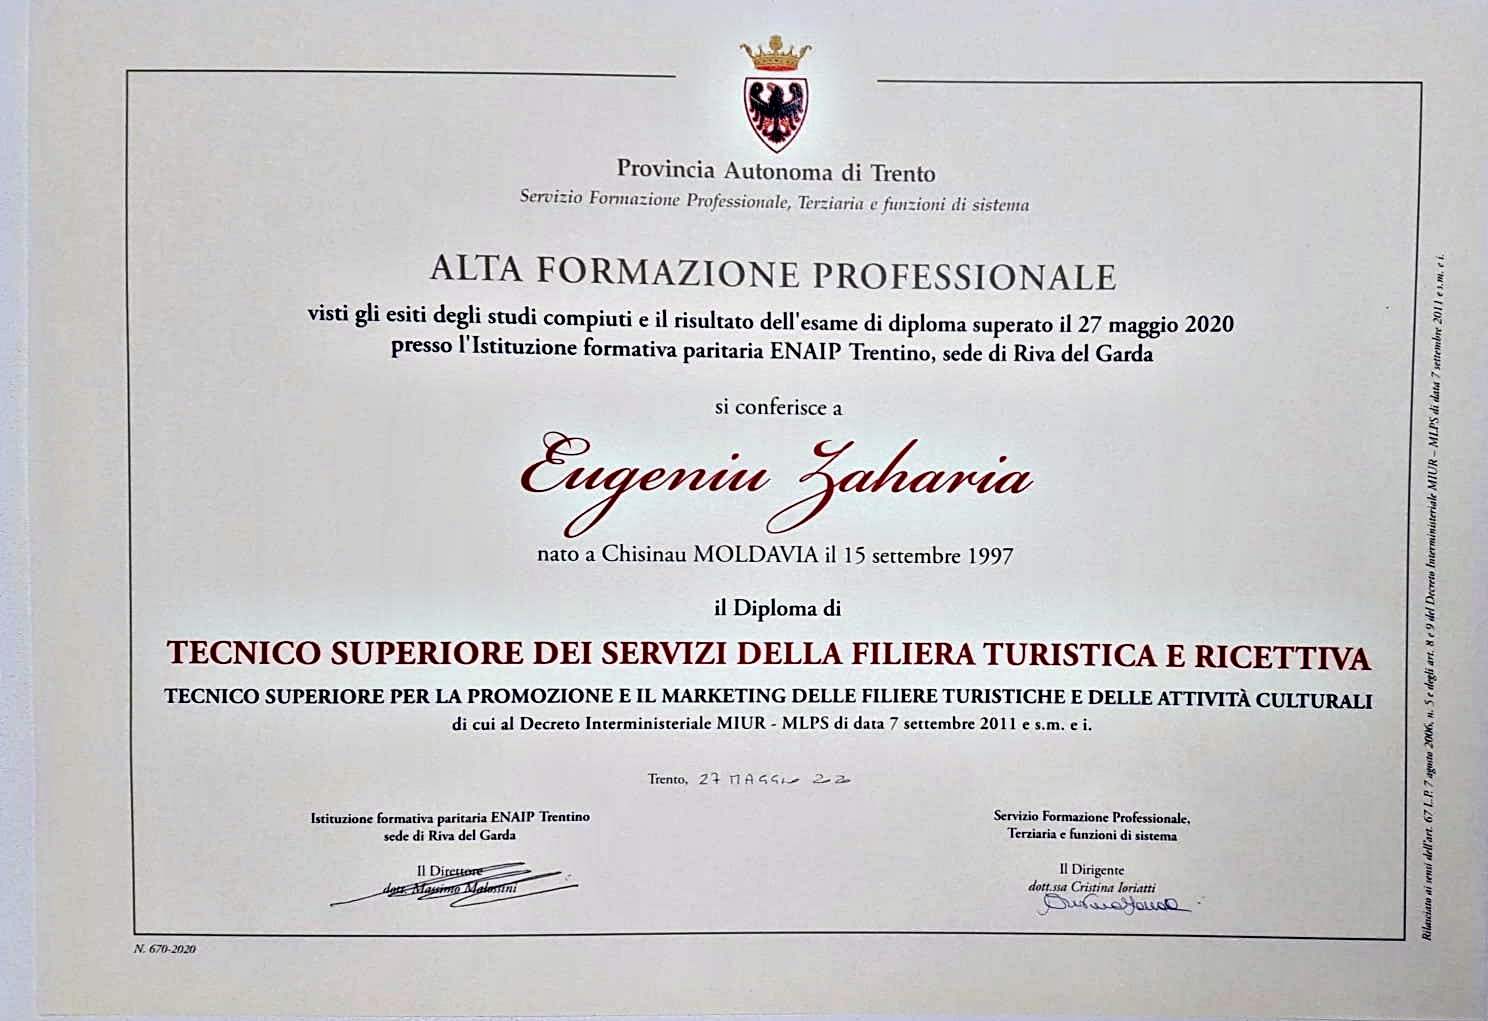 Provincia Autonoma di Trento
Servizio Formazione Professionale, Terziaria e funzioni di sistema
ALTA FORMAZIONE PROFESSIONALE
visti gli esiti degli studi compiuti e il risultato dell'esame di diploma superato il 27 maggio 2020
presso l'Istituzione formativa paritaria ENAIP Trentino, sede di Riva del Garda
si conferisce a
Eugeniu Zaharia
nato a Chisinau MOLDAVIA il 15 settembre 1997
il Diploma di
TECNICO SUPERIORE DEI SERVIZI DELLA FILIERA TURISTICA E RICETTIVA
TECNICO SUPERIORE PER LA PROMOZIONE E IL MARKETING DELLE FILIERE TURISTICHE E DELLE ATTIVITÀ CULTURALI
di cui al Decreto Interministeriale MIUR - MLPS di data 7 settembre 2011 e s.m. e i.
Trento, 27 MAGGIO 2020
Istituzione formativa paritaria ENAIP Trentino
sede di Riva del Garda
Il Direttore
dott. Massimo Malossini
Servizio Formazione Professionale,
Terziaria e funzioni di sistema
Il Dirigente
dott.ssa Cristina Ioriatti
N. 670-2020
Rilasciato ai sensi dell'art. 67 L.P. 7 agosto 2006, n. 5 e degli art. 8 e 9 del Decreto Interministeriale MIUR – MLPS di data 7 settembre 2011 e s.m. e i.